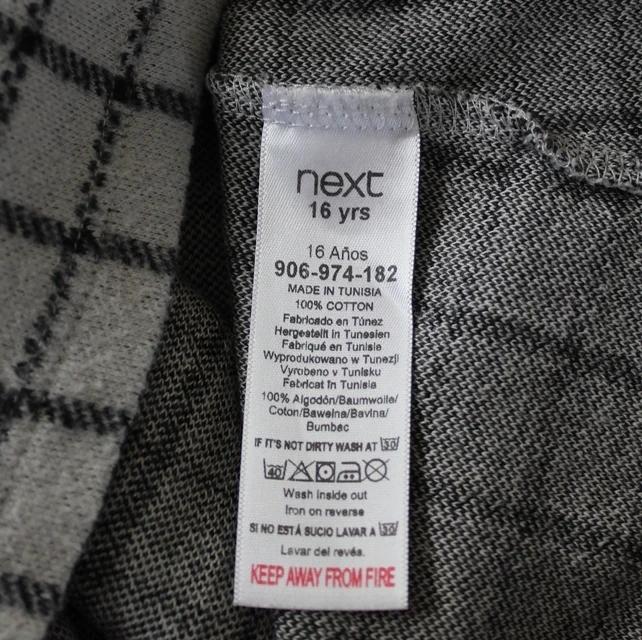 next
16 yrs
16 Años
906-974-182
MADE IN TUNISIA
100% COTTON
Fabricado en Túnez
Hergestellt in Tunesien
Fabriqué en Tunisie
Wyprodukowano w Tunezji
Vyrobeno v Tunisku
Fabricat în Tunisia
100% Algodón/Baumwolle/
Coton/Bawełna/Bavlna/
Bumbac
IF IT'S NOT DIRTY WASH AT 30
40
Wash inside out
Iron on reverse
SI NO ESTÁ SUCIO LAVAR A 30
Lavar del revés.
KEEP AWAY FROM FIRE